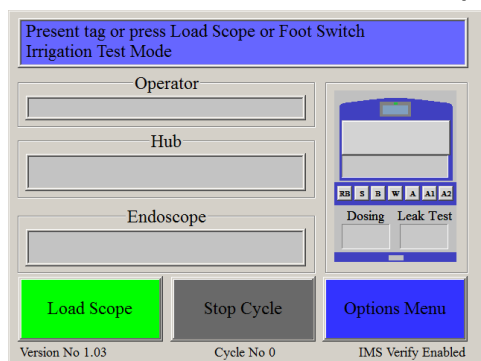 Present tag or press Load Scope or Foot Switch
Irrigation Test Mode
Operator
Hub
Endoscope
RB S B W A A1 A2
Dosing Leak Test
Load Scope
Stop Cycle
Options Menu
Version No 1.03
Cycle No 0
IMS Verify Enabled